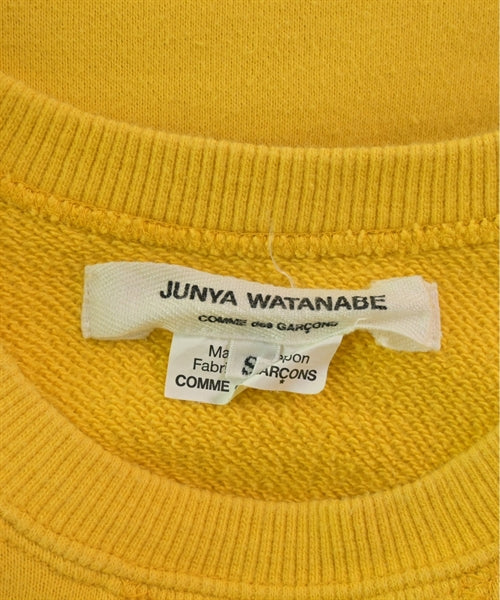 JUNYA WATANABE
COMME des GARÇONS
S
Ma pon
Fabri
COMME ARÇONS